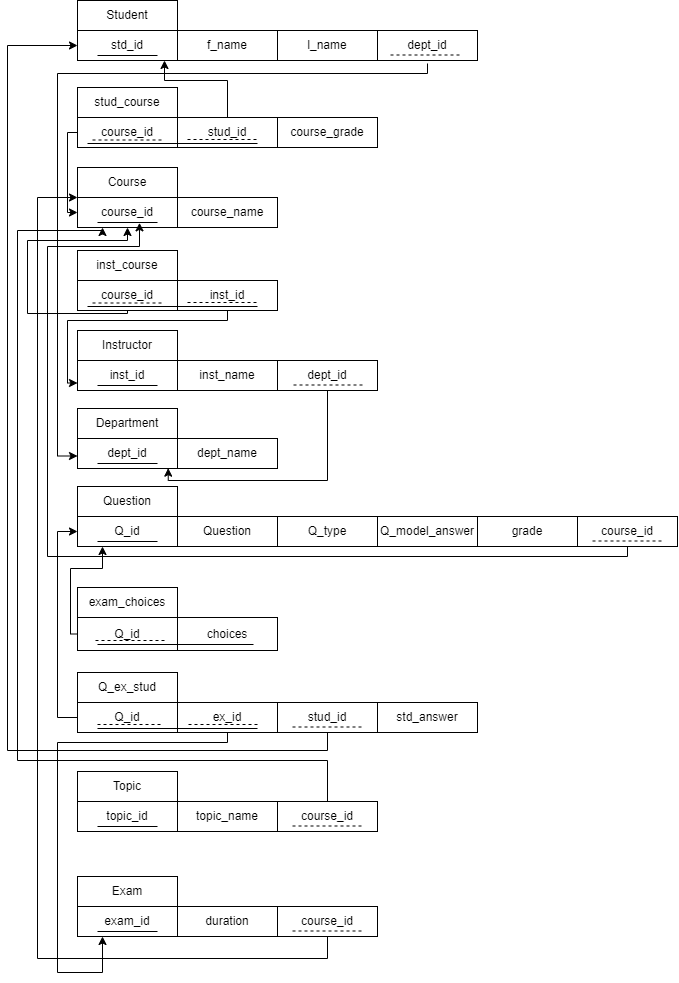 Student
std_id f_name l_name dept_id
stud_course
course_id stud_id course_grade
Course
course_id course_name
inst_course
course_id inst_id
Instructor
inst_id inst_name dept_id
Department
dept_id dept_name
Question
Q_id Question Q_type Q_model_answer grade course_id
exam_choices
Q_id choices
Q_ex_stud
Q_id ex_id stud_id std_answer
Topic
topic_id topic_name course_id
Exam
exam_id duration course_id